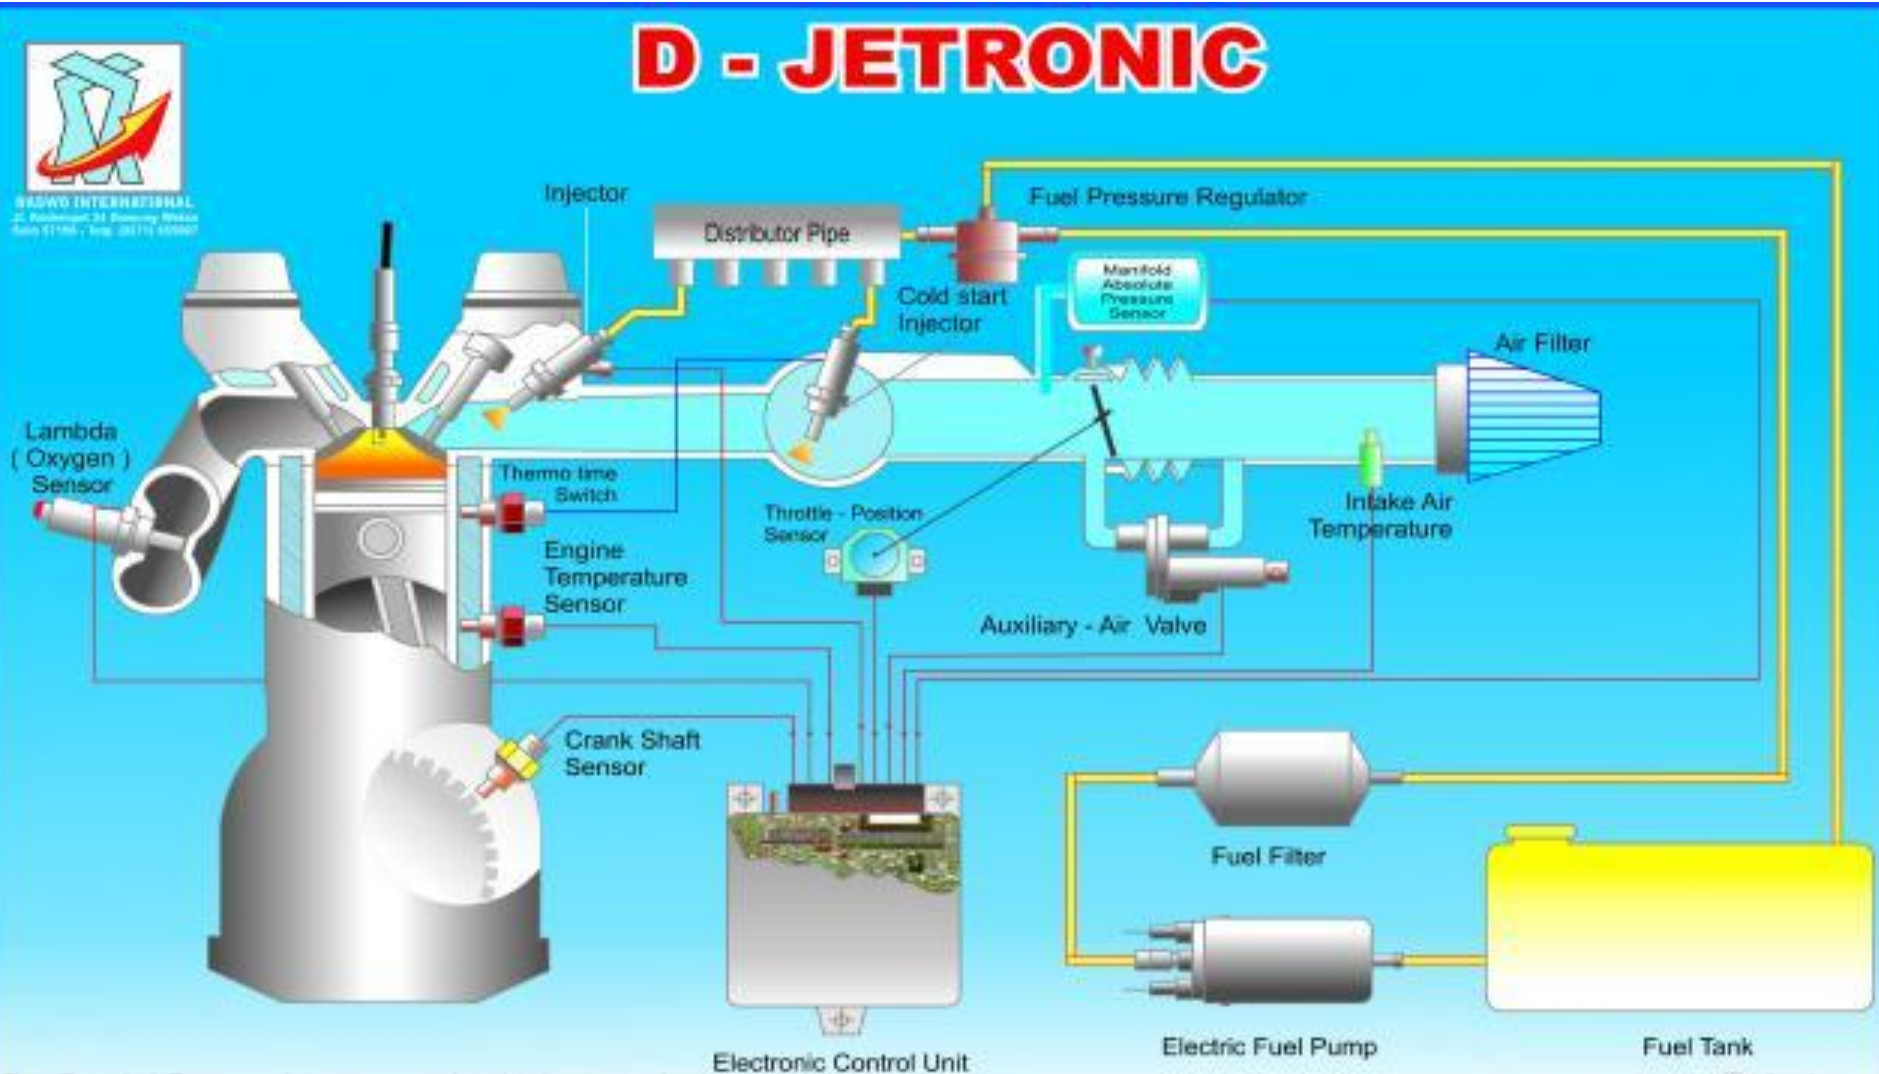 D - JETRONIC
INTERNATIONAL
Injector
Distributor Pipe
Fuel Pressure Regulator
Manifold
Absolute
Pressure
Sensor
Cold start
Injector
Air Filter
Lambda
( Oxygen )
Sensor
Thermo time
Switch
Throttle - Position
Sensor
Intake Air
Temperature
Engine
Temperature
Sensor
Auxiliary - Air Valve
Crank Shaft
Sensor
Fuel Filter
Electronic Control Unit
Electric Fuel Pump
Fuel Tank